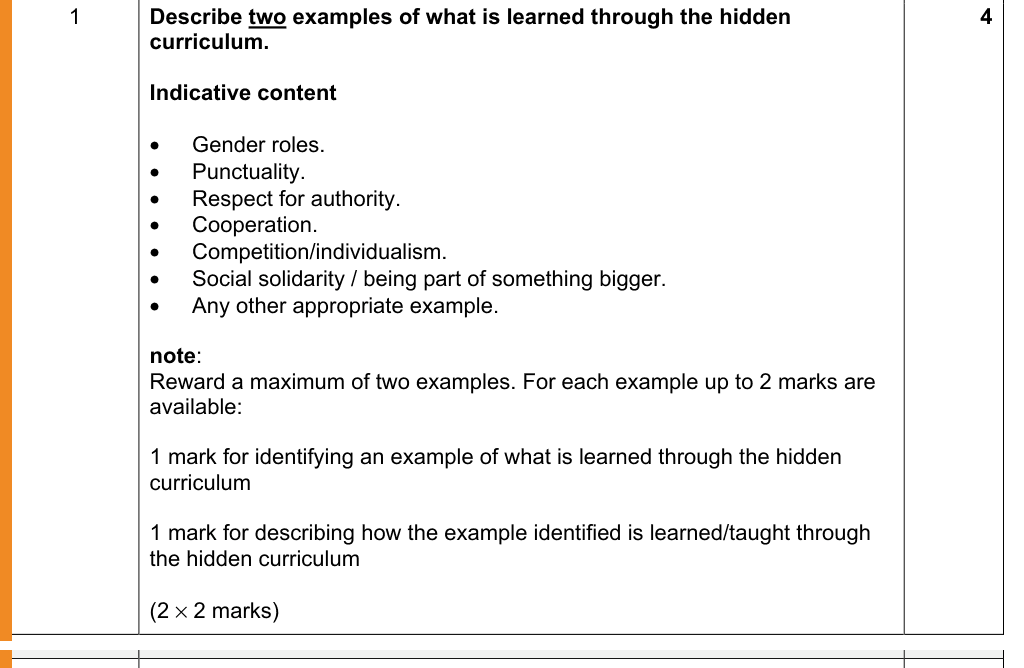 1 Describe two examples of what is learned through the hidden 4
curriculum.
Indicative content
• Gender roles.
• Punctuality.
• Respect for authority.
• Cooperation.
• Competition/individualism.
• Social solidarity / being part of something bigger.
• Any other appropriate example.
note:
Reward a maximum of two examples. For each example up to 2 marks are
available:
1 mark for identifying an example of what is learned through the hidden
curriculum
1 mark for describing how the example identified is learned/taught through
the hidden curriculum
(2 × 2 marks)